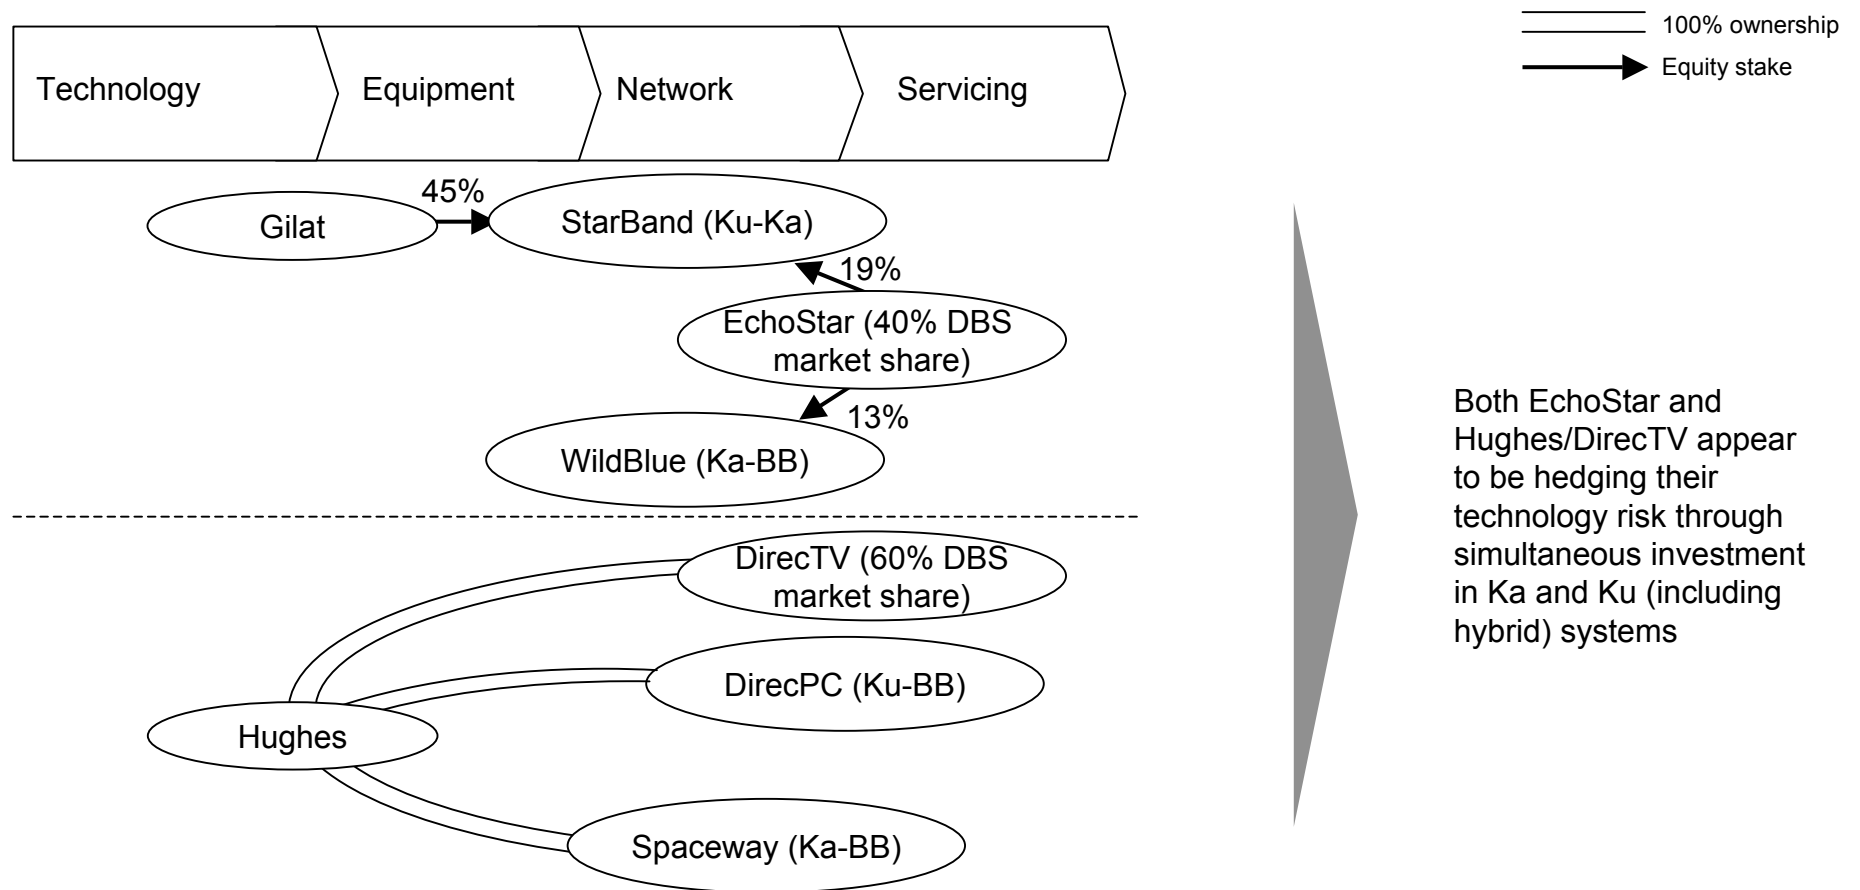 100% ownership
Equity stake
Technology
Equipment
Network
Servicing
45%
Gilat
StarBand (Ku-Ka)
19%
EchoStar (40% DBS
market share)
13%
WildBlue (Ka-BB)
DirecTV (60% DBS
market share)
DirecPC (Ku-BB)
Hughes
Spaceway (Ka-BB)
Both EchoStar and
Hughes/DirecTV appear
to be hedging their
technology risk through
simultaneous investment
in Ka and Ku (including
hybrid) systems